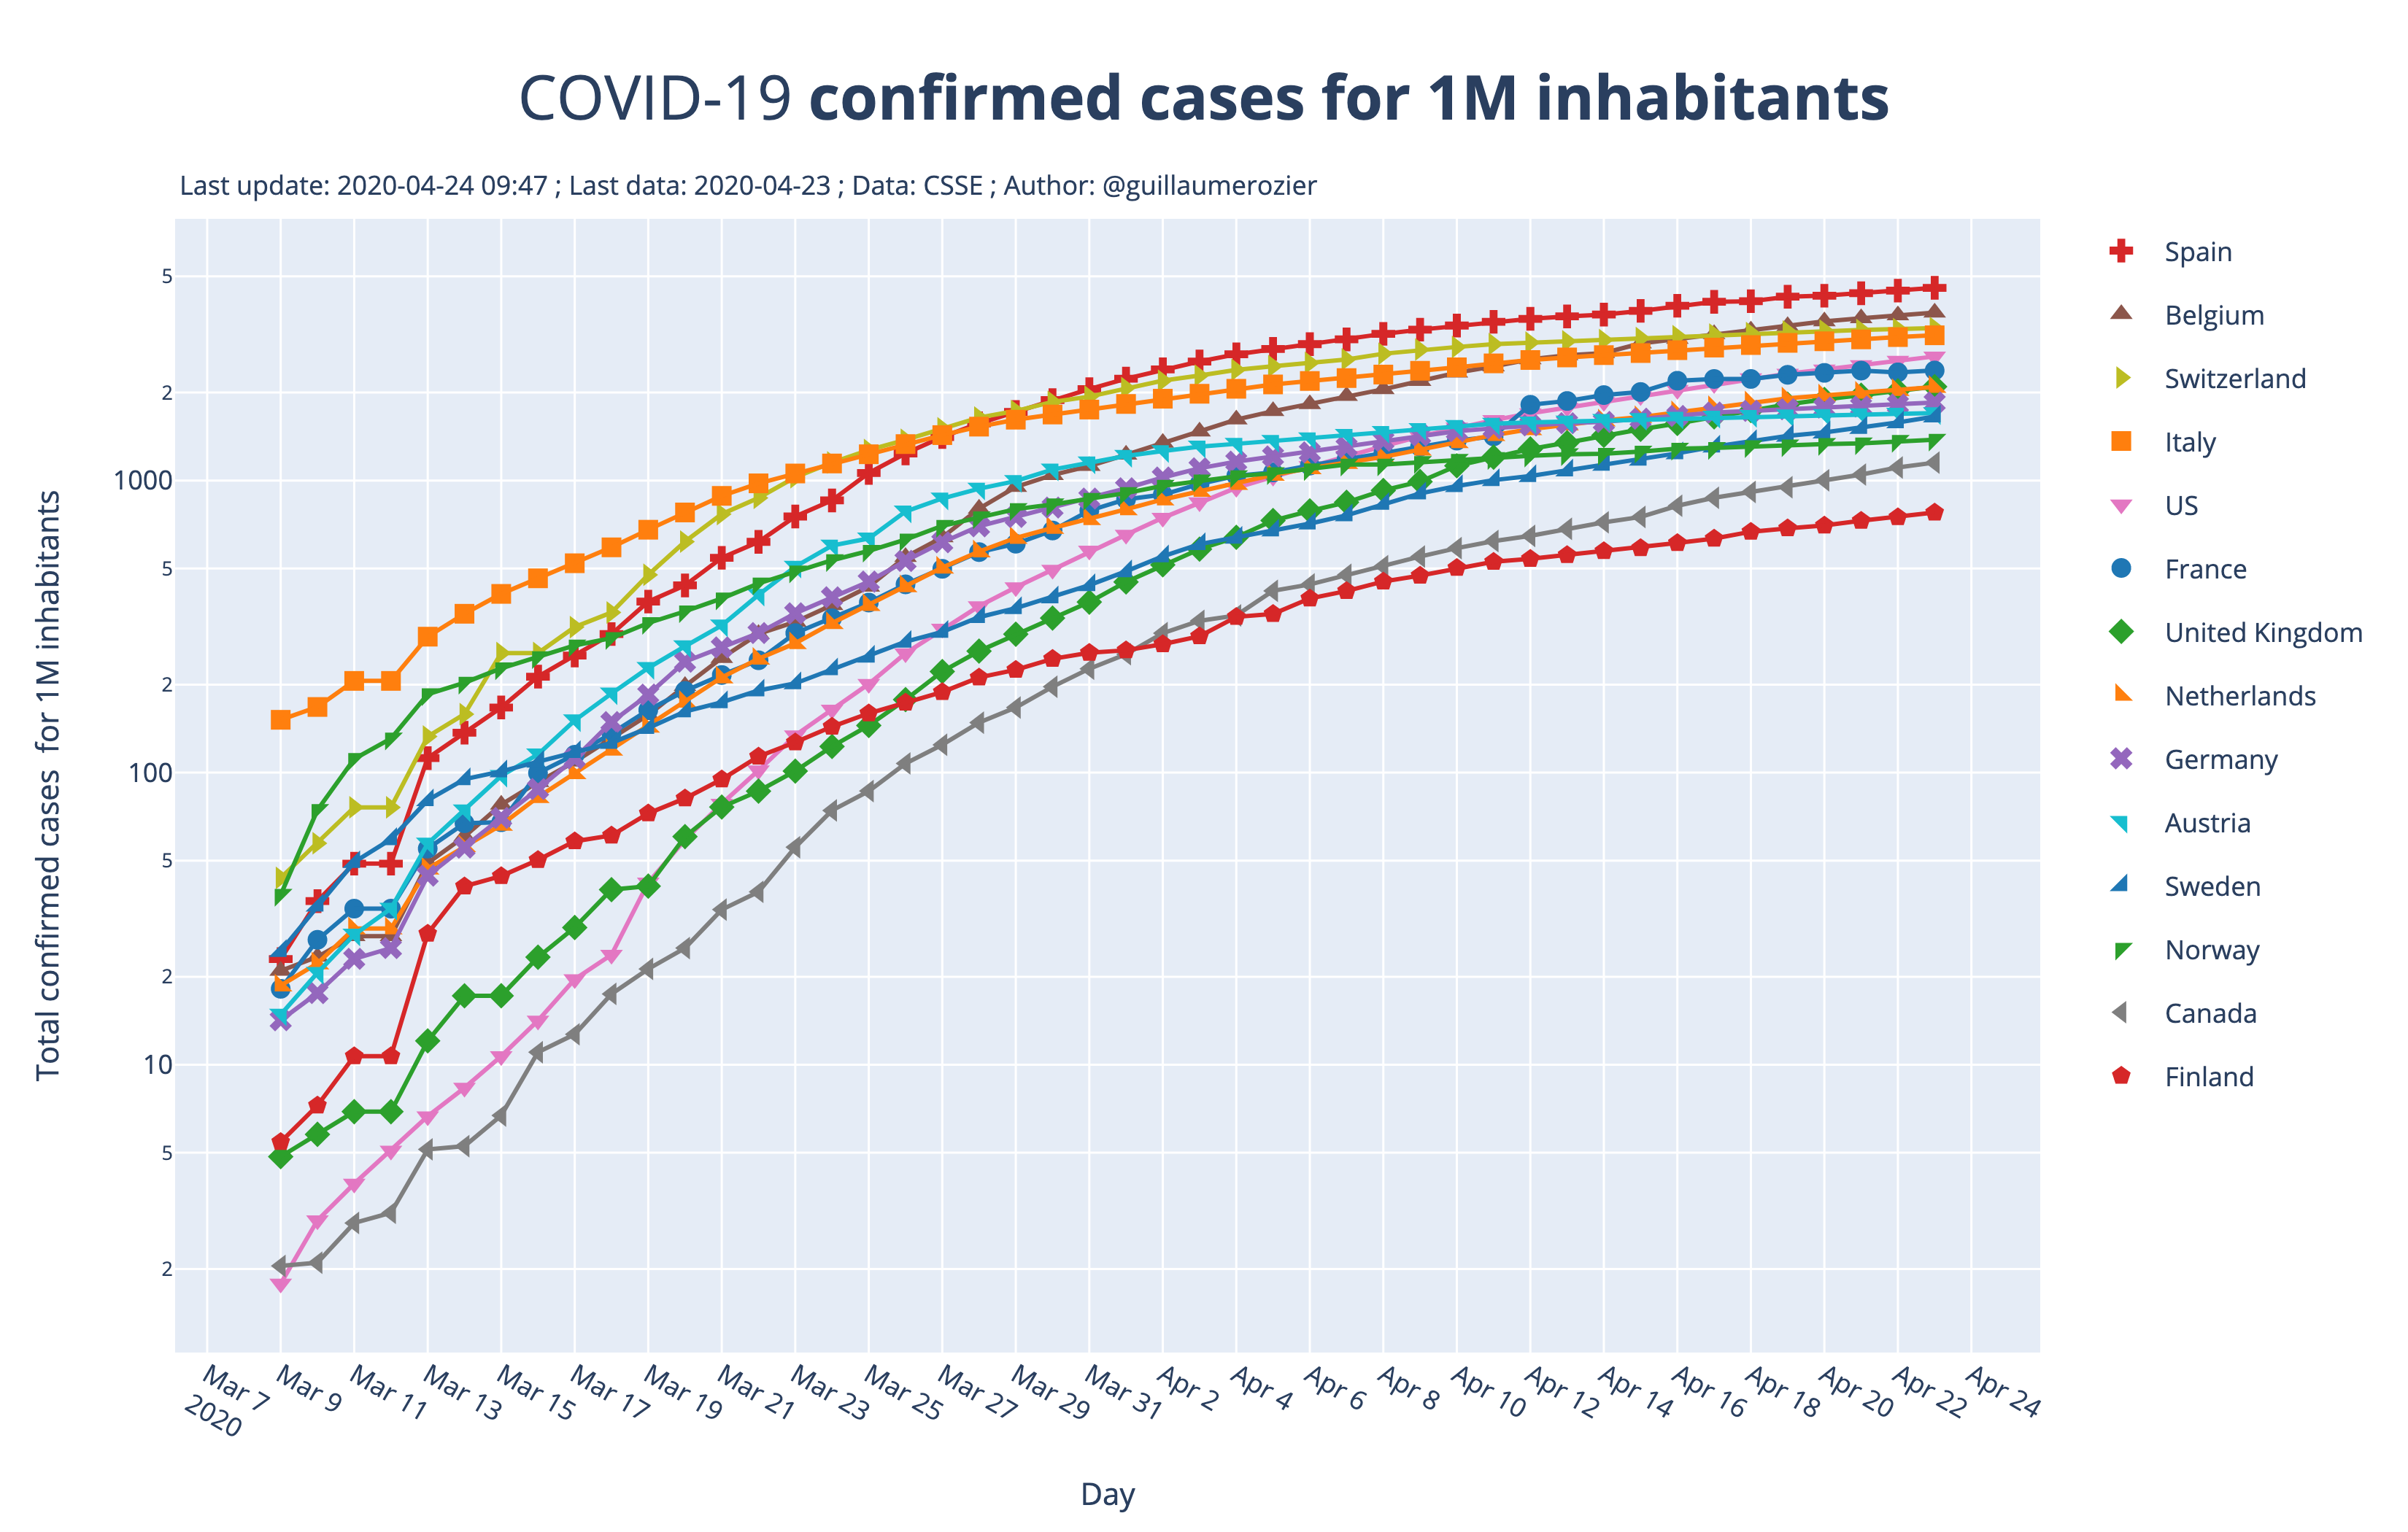 COVID-19 confirmed cases for 1M inhabitants
Last update: 2020-04-24 09:47 ; Last data: 2020-04-23 ; Data: CSSE ; Author: @guillaumerozier
Total confirmed cases for 1M inhabitants
5
2
1000
5
2
100
5
2
10
5
2
Mar 7
2020
Mar 9
Mar 11
Mar 13
Mar 15
Mar 17
Mar 19
Mar 21
Mar 23
Mar 25
Mar 27
Mar 29
Mar 31
Apr 2
Apr 4
Apr 6
Apr 8
Apr 10
Apr 12
Apr 14
Apr 16
Apr 18
Apr 20
Apr 22
Apr 24
Day
Spain
Belgium
Switzerland
Italy
US
France
United Kingdom
Netherlands
Germany
Austria
Sweden
Norway
Canada
Finland